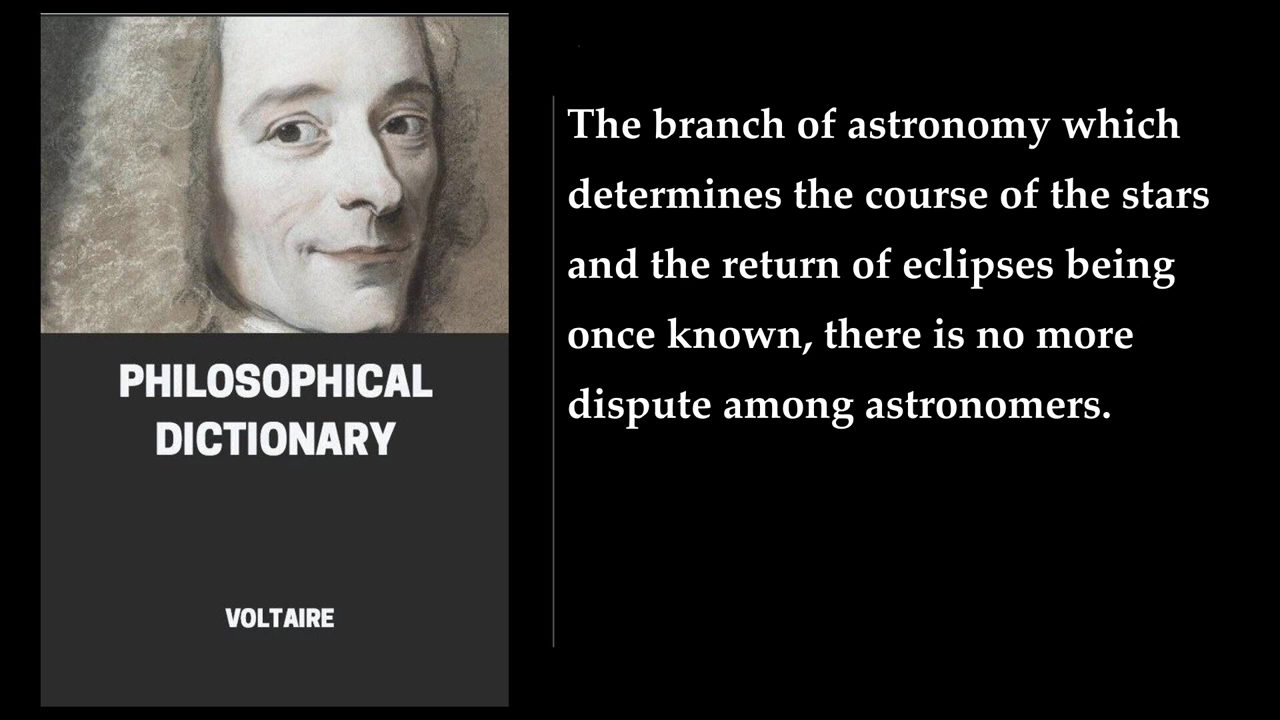 PHILOSOPHICAL
DICTIONARY
VOLTAIRE
The branch of astronomy which
determines the course of the stars
and the return of eclipses being
once known, there is no more
dispute among astronomers.